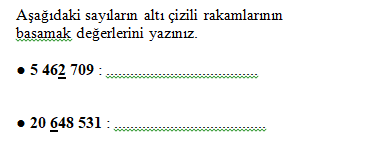 Aşağıdaki sayıların altı çizili rakamlarının
basamak değerlerini yazınız.
● 5 462 709 : ..............................................
● 20 648 531 : ..............................................